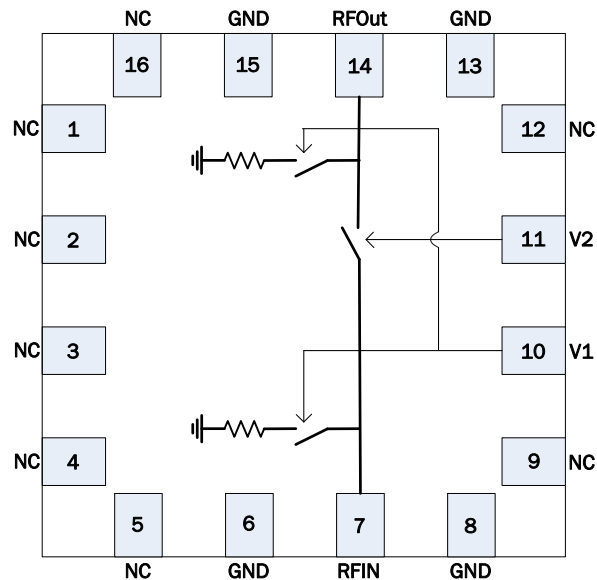 NC GND RFOut GND
16 15 14 13
NC 1 12 NC
NC 2 11 V2
NC 3 10 V1
NC 4 9 NC
5 6 7 8
NC GND RFIN GND